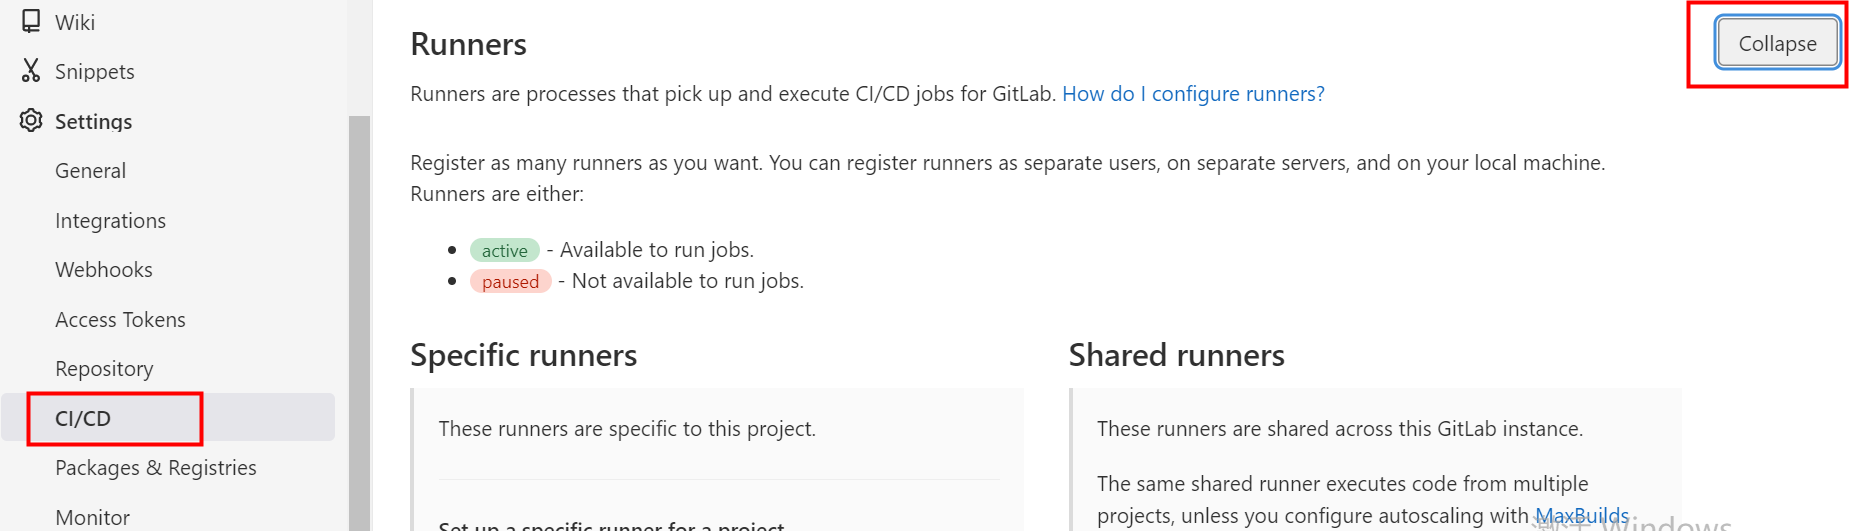 Wiki
Snippets
Settings
General
Integrations
Webhooks
Access Tokens
Repository
CI/CD
Packages & Registries
Monitor
Runners
Collapse
Runners are processes that pick up and execute CI/CD jobs for GitLab. How do I configure runners?
Register as many runners as you want. You can register runners as separate users, on separate servers, and on your local machine.
Runners are either:
active - Available to run jobs.
paused - Not available to run jobs.
Specific runners
These runners are specific to this project.
Set up a specific runner for a project
Shared runners
These runners are shared across this GitLab instance.
The same shared runner executes code from multiple
projects, unless you configure autoscaling with MaxBuilds
激活 Windows